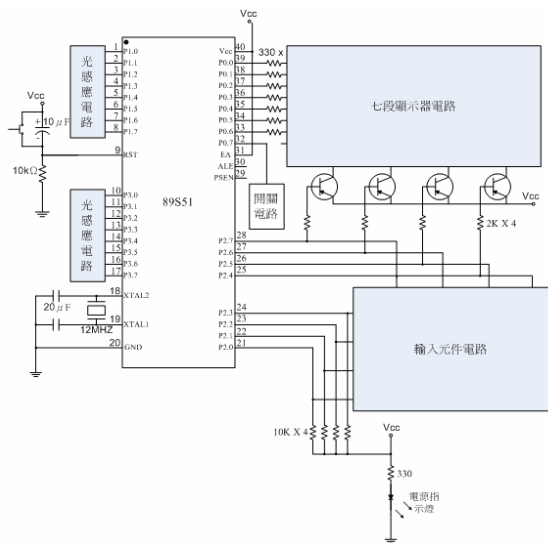 Vcc
10μF
+
-
10kΩ
光感應電路
1 P1.0
2 P1.1
3 P1.2
4 P1.3
5 P1.4
6 P1.5
7 P1.6
8 P1.7
9 RST
光感應電路
10 P3.0
11 P3.1
12 P3.2
13 P3.3
14 P3.4
15 P3.5
16 P3.6
17 P3.7
20μF
12MHZ
18 XTAL2
19 XTAL1
20 GND
89S51
Vcc
Vcc 40
P0.0 39
P0.1 38
P0.2 37
P0.3 36
P0.4 35
P0.5 34
P0.6 33
P0.7 32
EA 31
ALE 30
PSEN 29
P2.7 28
P2.6 27
P2.5 26
P2.4 25
P2.3 24
P2.2 23
P2.1 22
P2.0 21
330 x
七段顯示器電路
開關電路
Vcc
2K X 4
輸入元件電路
10K X 4
Vcc
330
電源指示燈